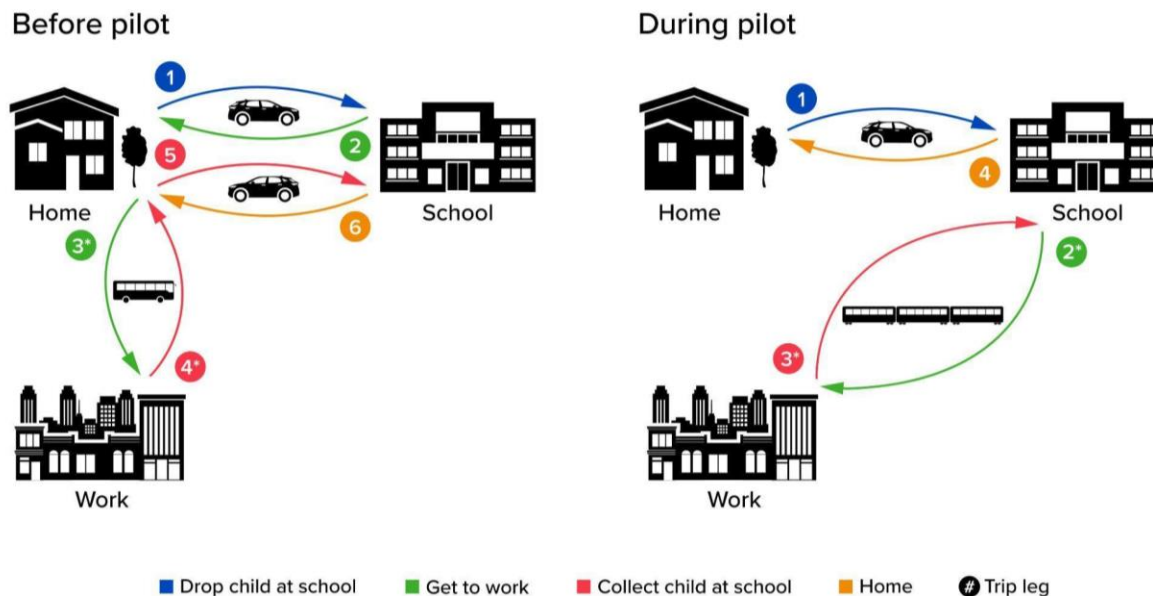 Before pilot
During pilot
1
2
5
6
Home
School
3*
4*
Work
1
4
Home
School
2*
3*
Work
Drop child at school
Get to work
Collect child at school
Home
# Trip leg